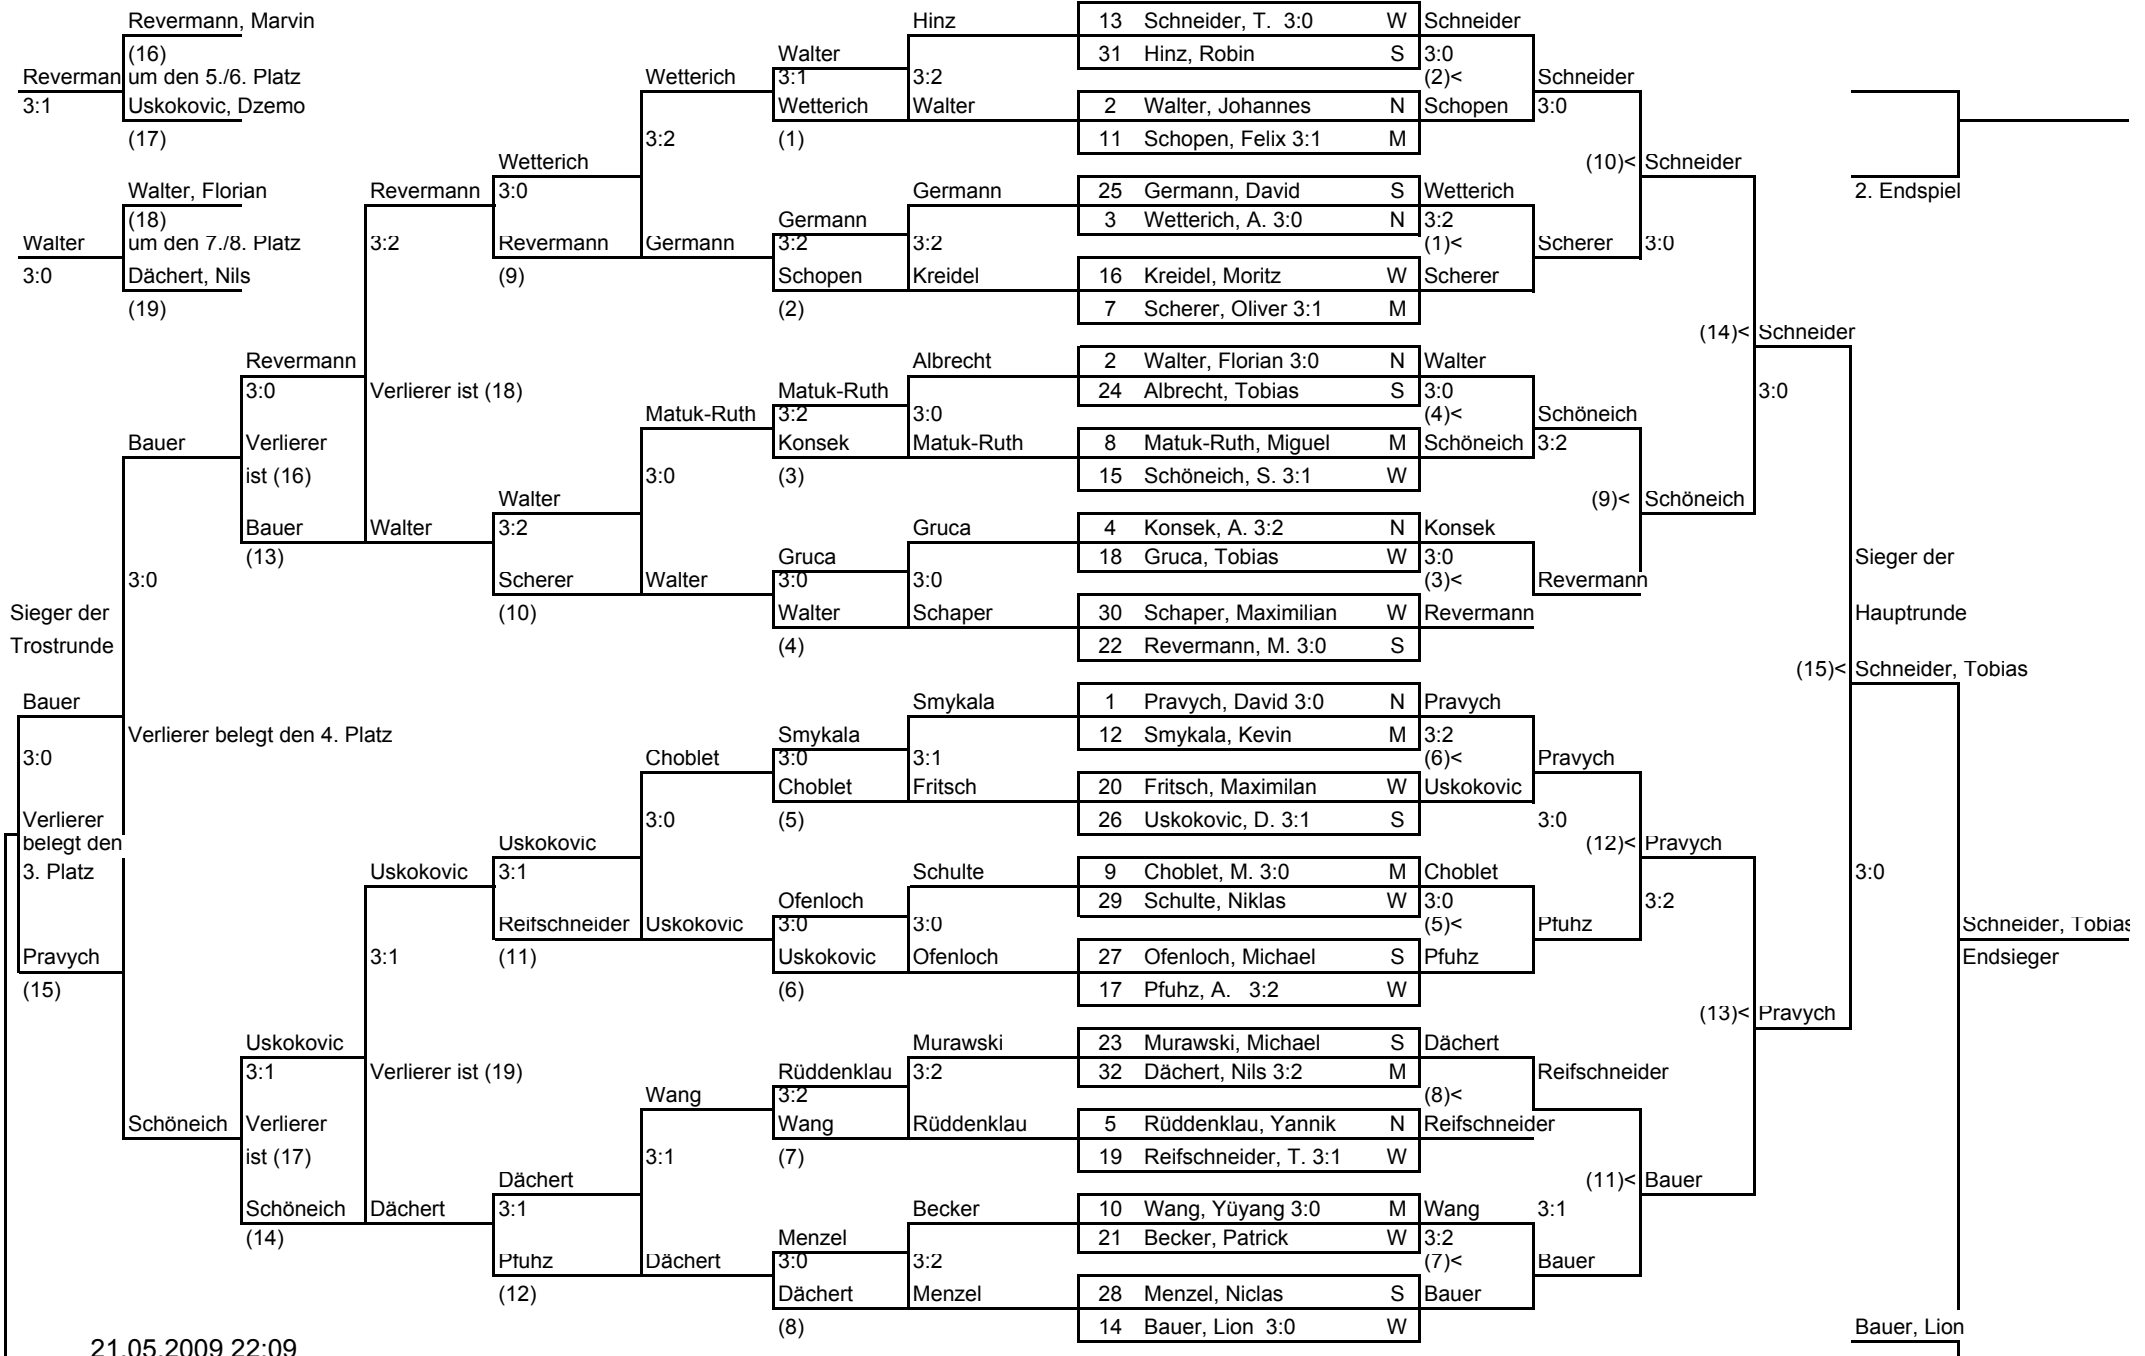 Revermann, Marvin
(16)
Reverman
um den 5./6. Platz
3:1
Uskokovic, Dzemo
(17)
Walter, Florian
(18)
Walter
um den 7./8. Platz
3:0
Dächert, Nils
(19)
Sieger der
Trostrunde
Bauer
3:0
Verlierer
belegt den
3. Platz
Pravych
(15)
Bauer
3:0
Verlierer belegt den 4. Platz
Schöneich
Revermann
3:0
Verlierer
ist (16)
Bauer
(13)
Uskokovic
3:1
Verlierer
ist (17)
Schöneich
(14)
Revermann
3:2
Verlierer ist (18)
Walter
Uskokovic
3:1
Verlierer ist (19)
Dächert
Wetterich
3:0
Revermann
(9)
Walter
3:2
Scherer
(10)
Uskokovic
3:1
Reifschneider
(11)
Dächert
3:1
Pfuhz
(12)
Wetterich
3:2
Germann
Matuk-Ruth
3:0
Walter
Choblet
3:0
Uskokovic
Wang
3:1
Dächert
Walter
3:1
Wetterich
(1)
Germann
3:2
Schopen
(2)
Matuk-Ruth
3:2
Konsek
(3)
Gruca
3:0
Walter
(4)
Smykala
3:0
Choblet
(5)
Ofenloch
3:0
Uskokovic
(6)
Rüddenklau
3:2
Wang
(7)
Menzel
3:0
Dächert
(8)
Hinz
3:2
Walter
Germann
3:2
Kreidel
Albrecht
3:0
Matuk-Ruth
Gruca
3:0
Schaper
Smykala
3:1
Fritsch
Schulte
3:0
Ofenloch
Murawski
3:2
Rüddenklau
Becker
3:2
Menzel
13 Schneider, T. 3:0 W
31 Hinz, Robin S
2 Walter, Johannes N
11 Schopen, Felix 3:1 M
25 Germann, David S
3 Wetterich, A. 3:0 N
16 Kreidel, Moritz W
7 Scherer, Oliver 3:1 M
2 Walter, Florian 3:0 N
24 Albrecht, Tobias S
8 Matuk-Ruth, Miguel M
15 Schöneich, S. 3:1 W
4 Konsek, A. 3:2 N
18 Gruca, Tobias W
30 Schaper, Maximilian W
22 Revermann, M. 3:0 S
1 Pravych, David 3:0 N
12 Smykala, Kevin M
20 Fritsch, Maximilan W
26 Uskokovic, D. 3:1 S
9 Choblet, M. 3:0 M
29 Schulte, Niklas W
27 Ofenloch, Michael S
17 Pfuhz, A. 3:2 W
23 Murawski, Michael S
32 Dächert, Nils 3:2 M
5 Rüddenklau, Yannik N
19 Reifschneider, T. 3:1 W
10 Wang, Yüyang 3:0 M
21 Becker, Patrick W
28 Menzel, Niclas S
14 Bauer, Lion 3:0 W
Schneider
3:0
(2)<
Schopen
Wetterich
3:2
(1)<
Scherer
Walter
3:0
(4)<
Schöneich
Konsek
3:0
(3)<
Revermann
Pravych
3:2
(6)<
Uskokovic
Choblet
3:0
(5)<
Pfuhz
Dächert
(8)<
Reifschneider
Wang
3:2
(7)<
Bauer
Schneider
3:0
Scherer
Schöneich
3:2
Revermann
Pravych
3:0
Pfuhz
Reifschneider
3:1
Bauer
(10)< Schneider
3:0
(9)< Schöneich
(12)< Pravych
3:2
(11)< Bauer
(14)< Schneider
3:0
(13)< Pravych
2. Endspiel
Sieger der
Hauptrunde
(15)< Schneider, Tobias
3:0
Schneider, Tobias
Endsieger
Bauer, Lion
21.05.2009 22:09